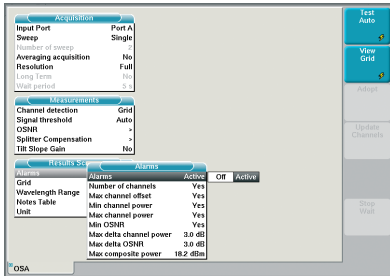 Acquisition
Input Port Port A
Sweep Single
Number of sweep 2
Averaging acquisition No
Resolution Full
Long Term No
Wait period 5 s
Measurements
Channel detection Grid
Signal threshold Auto
OSNR >
Splitter Compensation >
Tilt Slope Gain No
Results Sc
Alarms
Grid
Wavelength Range
Notes Table
Unit
Alarms
Alarms Active Off Active
Number of channels Yes
Max channel offset Yes
Min channel power Yes
Max channel power Yes
Min OSNR Yes
Max delta channel power 3.0 dB
Max delta OSNR 3.0 dB
Max composite power 18.2 dBm
OSA
Test
Auto
View
Grid
Adopt
Update
Channels
Stop
Wait